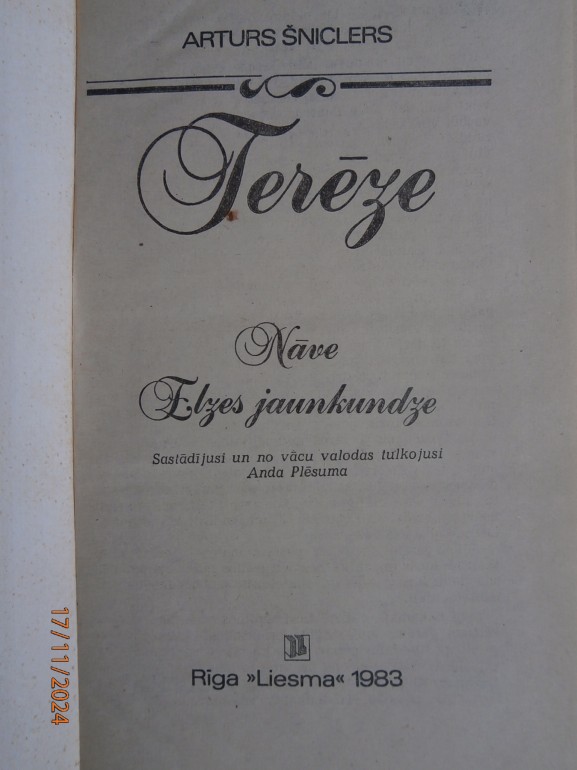 ARTURS ŠNICLERS
Terēze
Nāve
Elzes jaunkundze
Sastādījusi un no vācu valodas tulkojusi
Anda Plēsuma
Rīga »Liesma« 1983
17/11/2024